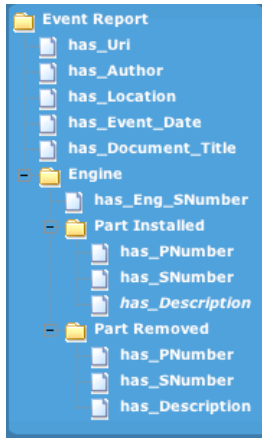 Event Report
has_Uri
has_Author
has_Location
has_Event_Date
has_Document_Title
Engine
has_Eng_SNumber
Part Installed
has_PNumber
has_SNumber
has_Description
Part Removed
has_PNumber
has_SNumber
has_Description